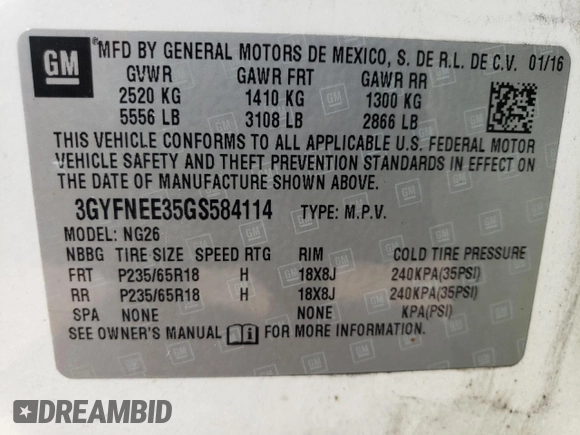 GM
MFD BY GENERAL MOTORS DE MEXICO, S. DE R.L. DE C.V. 01/16
GVWR GAWR FRT GAWR RR
2520 KG 1410 KG 1300 KG
5556 LB 3108 LB 2866 LB
THIS VEHICLE CONFORMS TO ALL APPLICABLE U.S. FEDERAL MOTOR
VEHICLE SAFETY AND THEFT PREVENTION STANDARDS IN EFFECT ON
THE DATE OF MANUFACTURE SHOWN ABOVE.
3GYFNEE35GS584114 TYPE: M.P.V.
MODEL: NG26
NBBG TIRE SIZE SPEED RTG RIM COLD TIRE PRESSURE
FRT P235/65R18 H 18X8J 240KPA(35PSI)
RR P235/65R18 H 18X8J 240KPA(35PSI)
SPA NONE NONE KPA(PSI)
SEE OWNER'S MANUAL FOR MORE INFORMATION.
DREAMBID